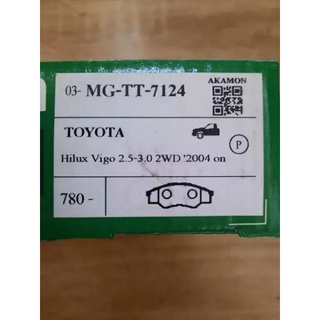 03- MG-TT-7124
AKAMON
TOYOTA
P
Hilux Vigo 2.5-3.0 2WD '2004 on
780 -